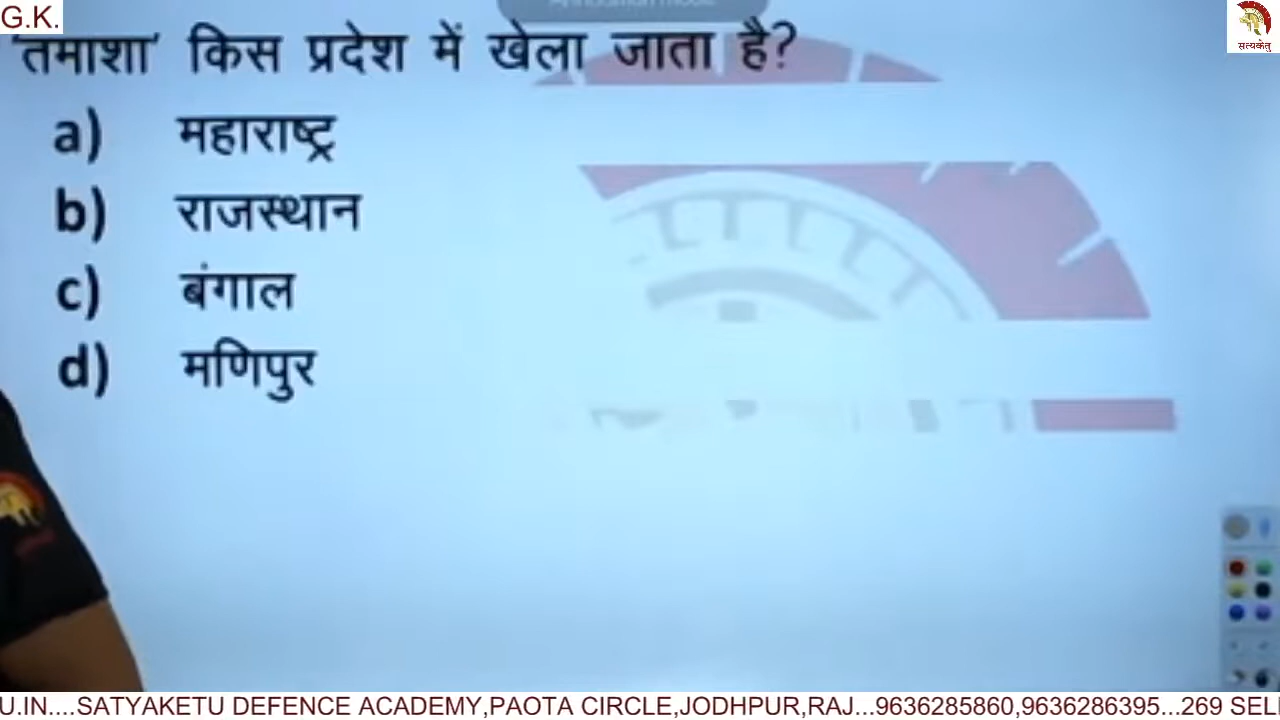 G.K.
'तमाशा' किस प्रदेश में खेला जाता है?
a) महाराष्ट्र
b) राजस्थान
c) बंगाल
d) मणिपुर
सत्यकेतु
U.IN....SATYAKETU DEFENCE ACADEMY,PAOTA CIRCLE,JODHPUR,RAJ...9636285860,9636286395...269 SEL